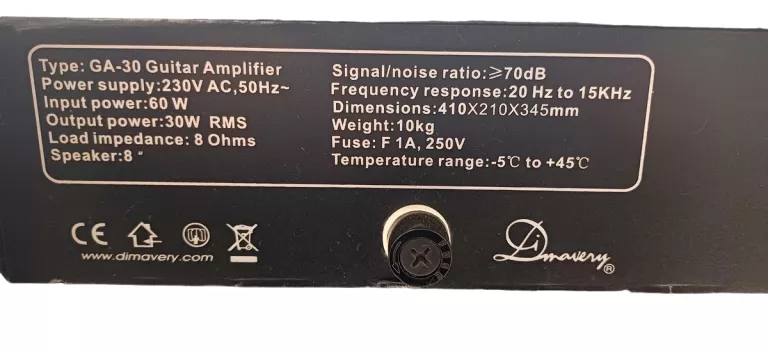 Type: GA-30 Guitar Amplifier
Power supply:230V AC,50Hz~
Input power:60 W
Output power:30W RMS
Load impedance: 8 Ohms
Speaker:8 "
Signal/noise ratio:≥70dB
Frequency response:20 Hz to 15KHz
Dimensions:410X210X345mm
Weight:10kg
Fuse: F 1A, 250V
Temperature range:-5℃ to +45℃
CE
www.dimavery.com
Dimavery®